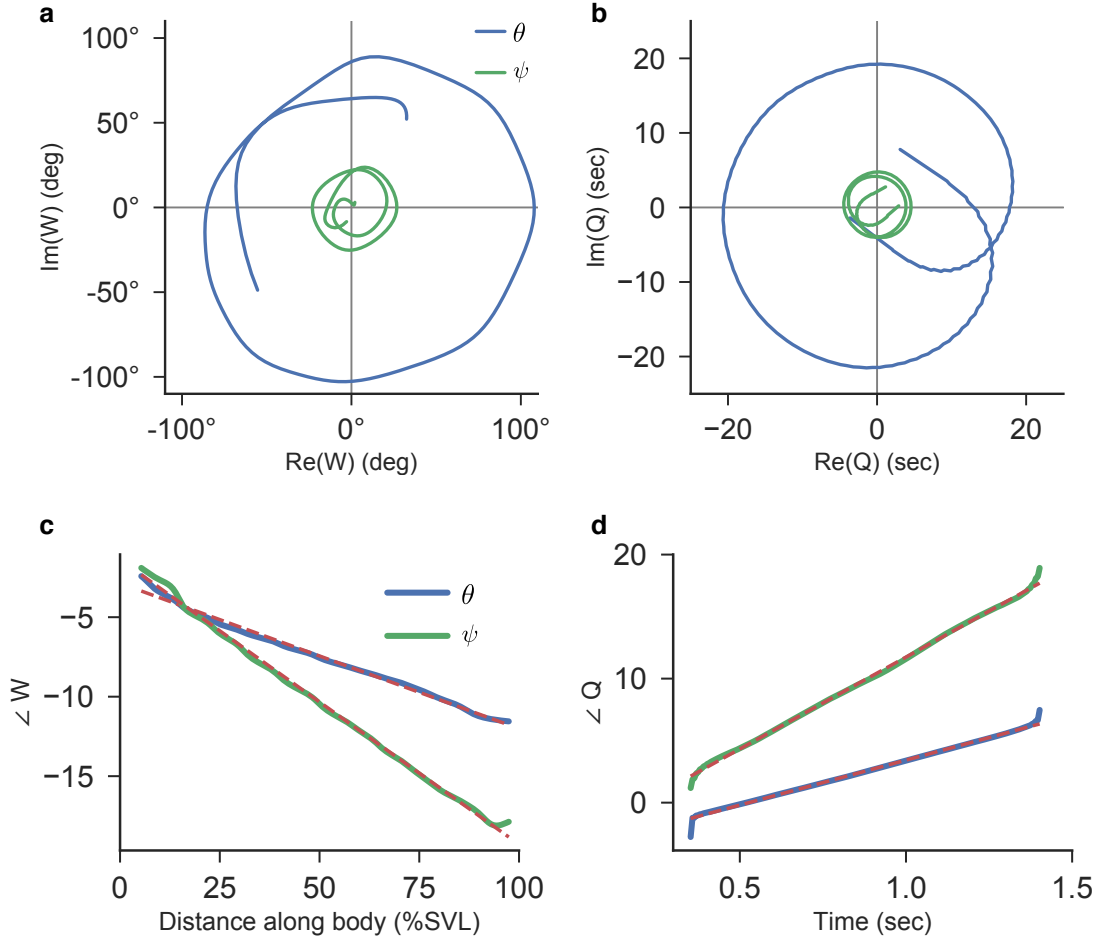 a
100°
50°
0°
-50°
-100°
-100°
0°
100°
Im(W) (deg)
Re(W) (deg)
θ
ψ
b
20
10
0
−10
−20
−20
0
20
Im(Q) (sec)
Re(Q) (sec)
c
−5
−10
−15
0
25
50
75
100
∠ W
Distance along body (%SVL)
θ
ψ
d
20
10
0
0.5
1.0
1.5
∠ Q
Time (sec)